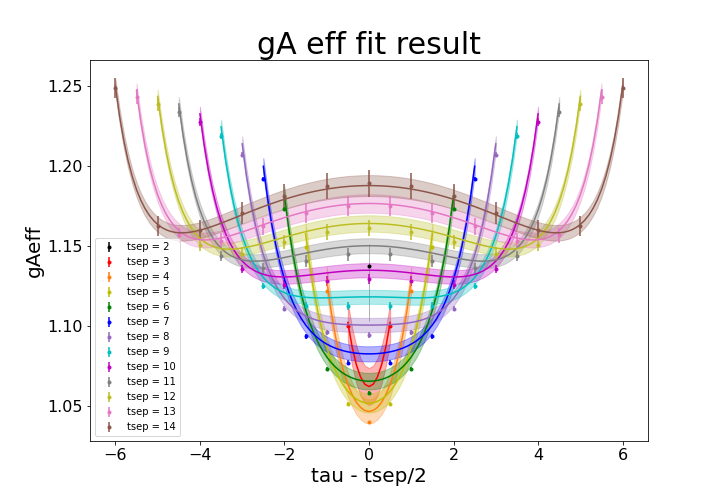 gA eff fit result
gAeff
1.25
1.20
1.15
1.10
1.05
tsep = 2
tsep = 3
tsep = 4
tsep = 5
tsep = 6
tsep = 7
tsep = 8
tsep = 9
tsep = 10
tsep = 11
tsep = 12
tsep = 13
tsep = 14
−6 −4 −2 0 2 4 6
tau - tsep/2